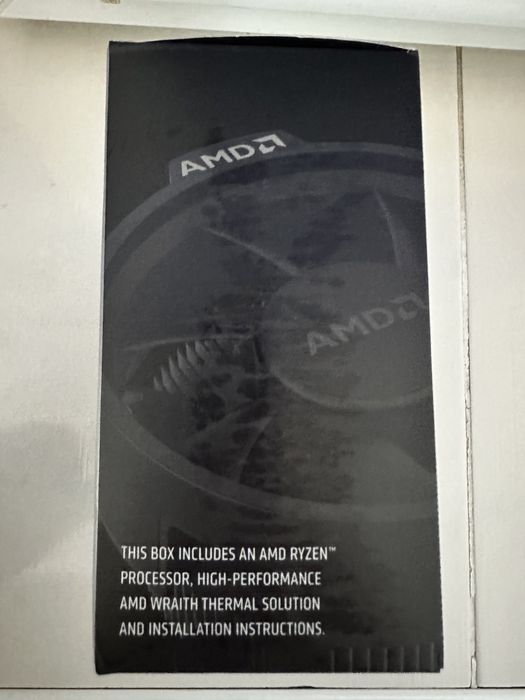 AMD
AMD
THIS BOX INCLUDES AN AMD RYZEN™
PROCESSOR, HIGH-PERFORMANCE
AMD WRAITH THERMAL SOLUTION
AND INSTALLATION INSTRUCTIONS.